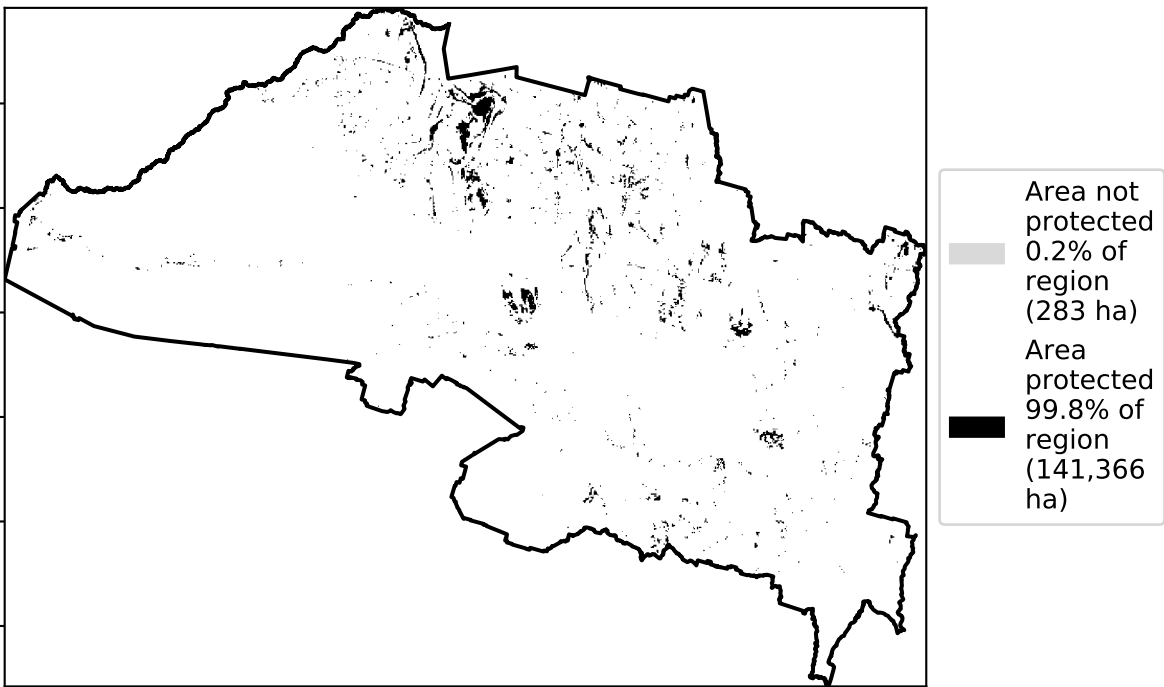 Area not
protected
0.2% of
region
(283 ha)
Area
protected
99.8% of
region
(141,366
ha)